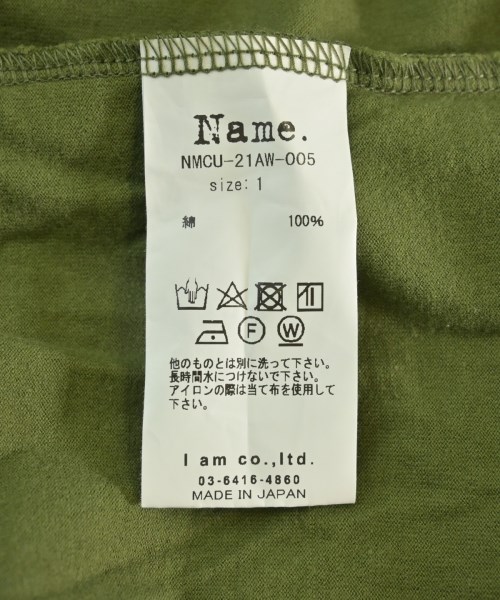 Name.
NMCU-21AW-005
size: 1
綿 100%
F W
他のものとは別に洗って下さい。
長時間水につけないで下さい。
アイロンの際は当て布を使用して
下さい。
I am co.,ltd.
03-6416-4860
MADE IN JAPAN